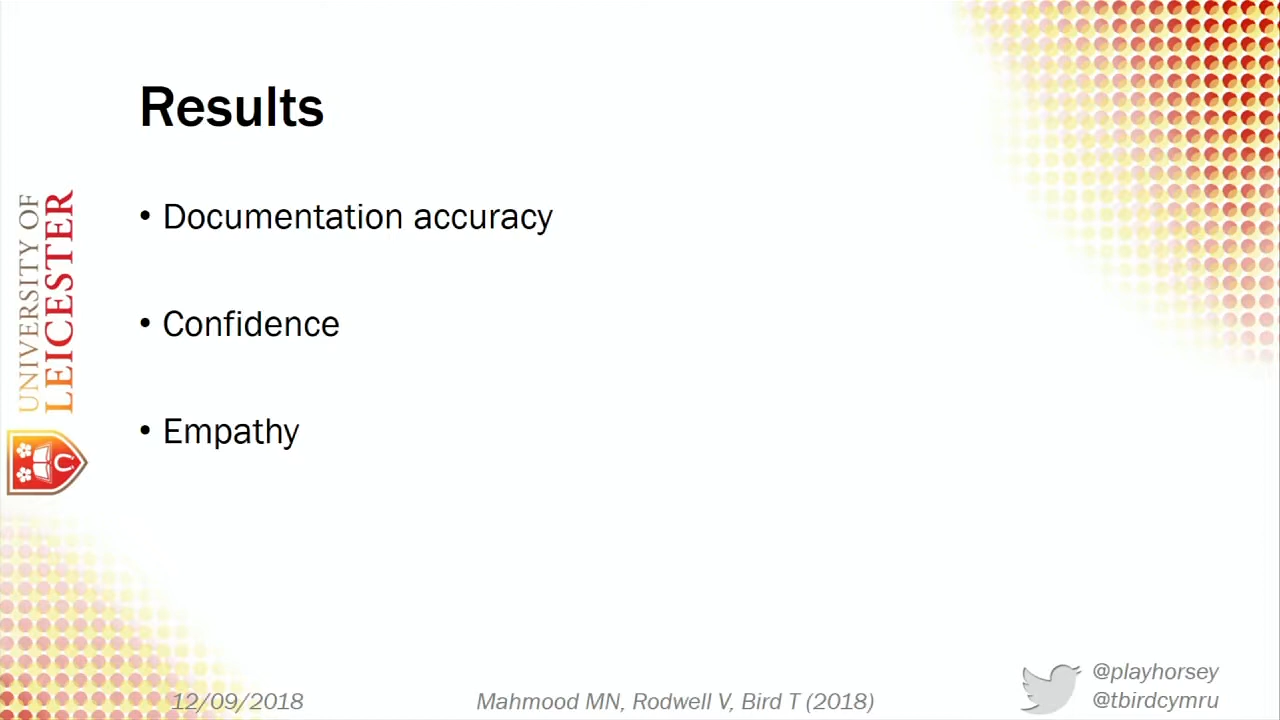 Results
• Documentation accuracy
• Confidence
• Empathy
UNIVERSITY OF
LEICESTER
12/09/2018
Mahmood MN, Rodwell V, Bird T (2018)
@playhorsey
@tbirdcymru